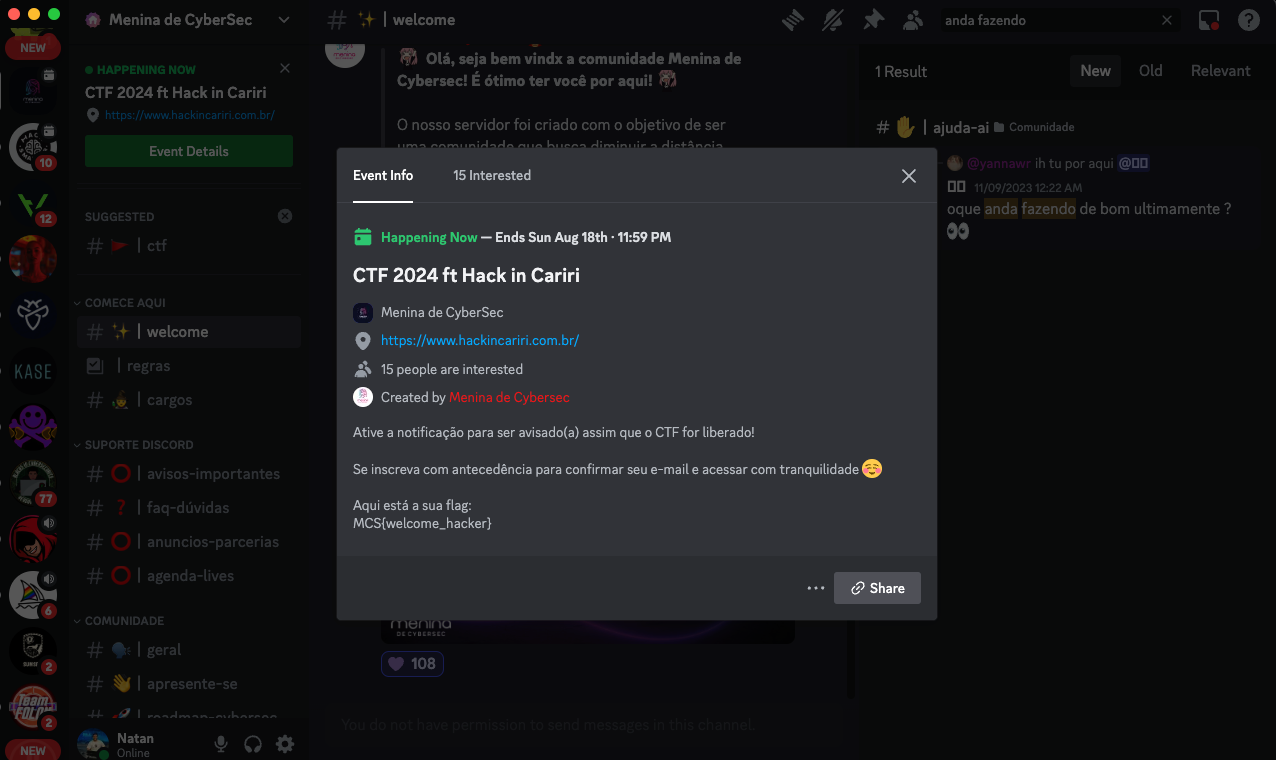 NEW
10
12
KASE
77
6
2
Team
FOLPX
2
NEW
Menina de CyberSec
HAPPENING NOW
CTF 2024 ft Hack in Cariri
https://www.hackincariri.com.br/
Event Details
SUGGESTED
ctf
COMECE AQUI
| welcome
| regras
| cargos
SUPORTE DISCORD
| avisos-importantes
| faq-dúvidas
| anuncios-parcerias
| agenda-lives
COMUNIDADE
| geral
| apresente-se
| roadmap-cybersec
Natan
Online
# ✨ | welcome
Olá, seja bem vindx a comunidade Menina de
Cybersec! É ótimo ter você por aqui!
O nosso servidor foi criado com o objetivo de ser
uma comunidade que busca diminuir a distância
Event Info
15 Interested
Happening Now — Ends Sun Aug 18th · 11:59 PM
CTF 2024 ft Hack in Cariri
Menina de CyberSec
https://www.hackincariri.com.br/
15 people are interested
Created by Menina de Cybersec
Ative a notificação para ser avisado(a) assim que o CTF for liberado!
Se inscreva com antecedência para confirmar seu e-mail e acessar com tranquilidade ☺️
Aqui está a sua flag:
MCS{welcome_hacker}
Share
menina
DE CYBERSEC
108
You do not have permission to send messages in this channel.
anda fazendo
1 Result
New
Old
Relevant
# ✋ | ajuda-ai Comunidade
@yannawr ih tu por aqui
11/09/2023 12:22 AM
oque anda fazendo de bom ultimamente ?
👀